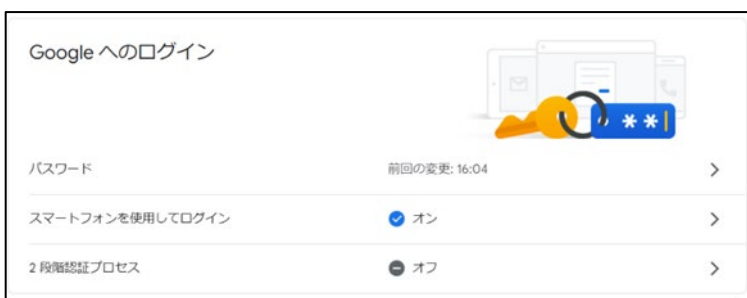 Google へのログイン
**
パスワード 前回の変更: 16:04
スマートフォンを使用してログイン オン
2 段階認証プロセス オフ